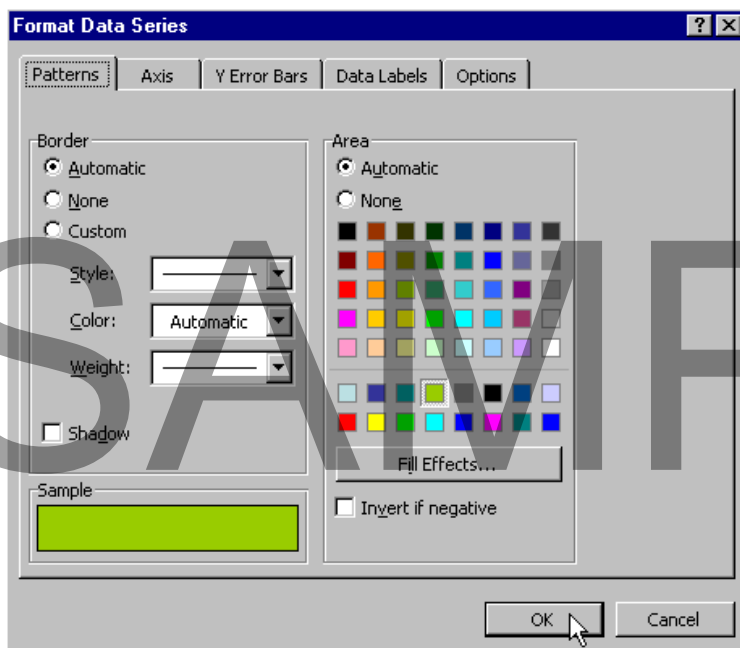 Format Data Series
Patterns Axis Y Error Bars Data Labels Options
Border
Automatic
None
Custom
Style:
Color: Automatic
Weight:
Shadow
Sample
Area
Automatic
None
Fill Effects...
Invert if negative
OK Cancel
SAMP